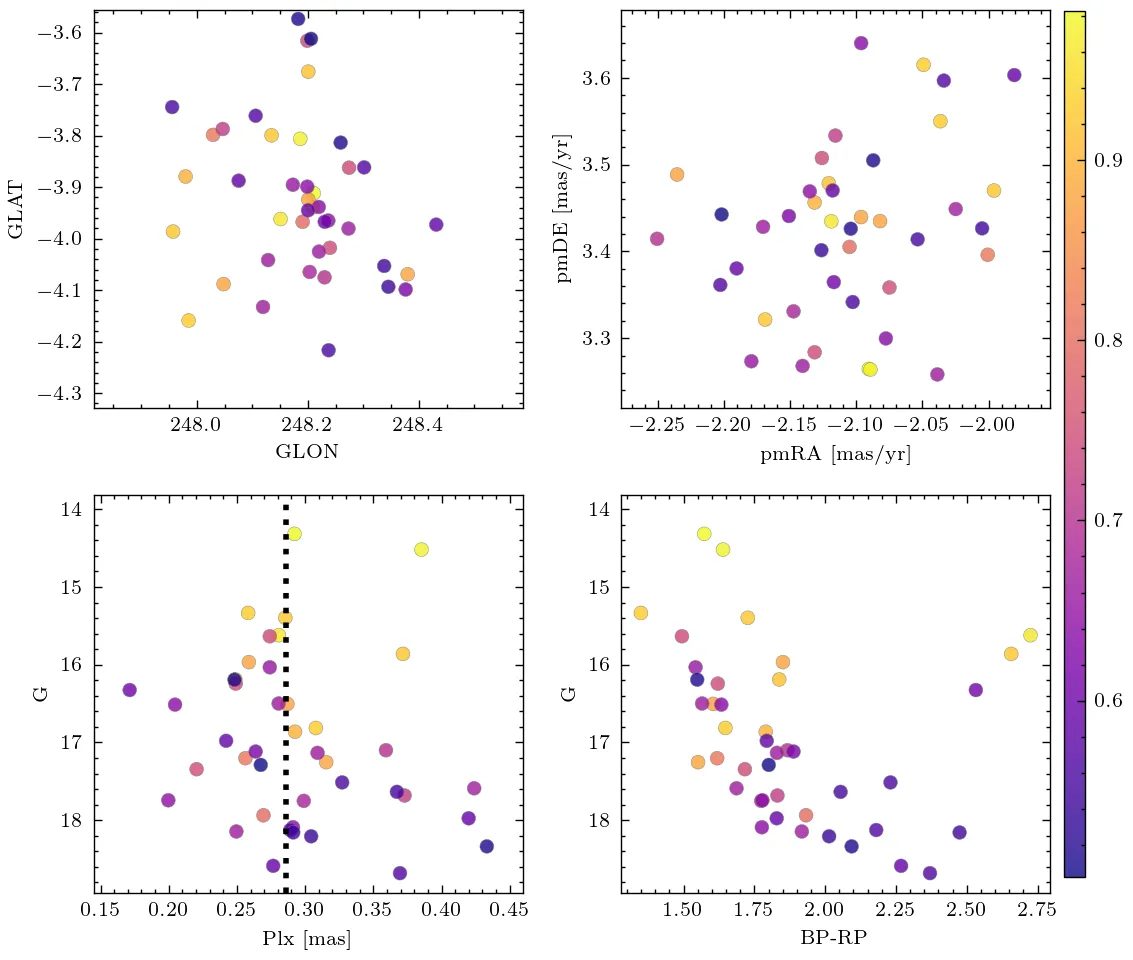 −3.6
−3.7
−3.8
−3.9
−4.0
−4.1
−4.2
−4.3
GLAT
248.0 248.2 248.4
GLON
3.6
3.5
3.4
3.3
pmDE [mas/yr]
−2.25 −2.20 −2.15 −2.10 −2.05 −2.00
pmRA [mas/yr]
0.9
0.8
0.7
0.6
14
15
16
17
18
G
0.15 0.20 0.25 0.30 0.35 0.40 0.45
Plx [mas]
14
15
16
17
18
G
1.50 1.75 2.00 2.25 2.50 2.75
BP-RP